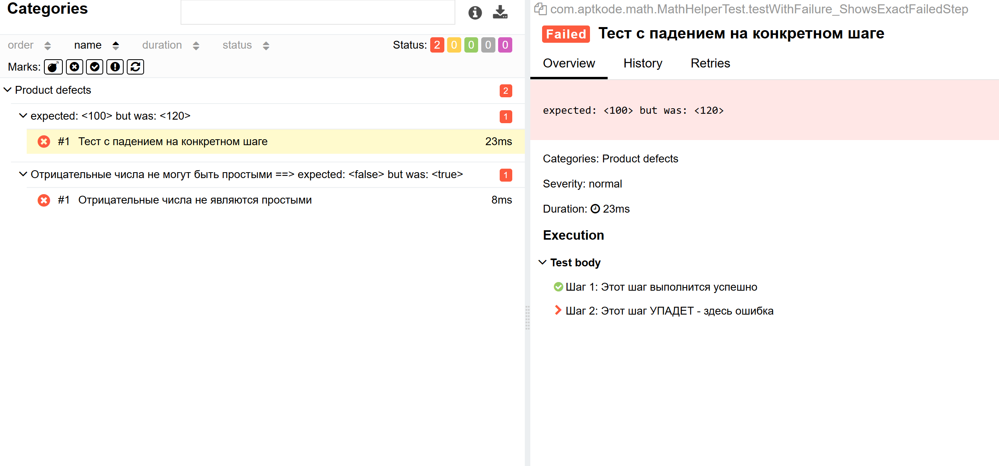 Categories
order name duration status Status: 2 0 0 0 0
Marks:
Product defects 2
expected: <100> but was: <120> 1
#1 Тест с падением на конкретном шаге 23ms
Отрицательные числа не могут быть простыми ==> expected: <false> but was: <true> 1
#1 Отрицательные числа не являются простыми 8ms
com.aptkode.math.MathHelperTest.testWithFailure_ShowsExactFailedStep
Failed Тест с падением на конкретном шаге
Overview History Retries
expected: <100> but was: <120>
Categories: Product defects
Severity: normal
Duration: 23ms
Execution
Test body
Шаг 1: Этот шаг выполнится успешно
Шаг 2: Этот шаг УПАДЕТ - здесь ошибка